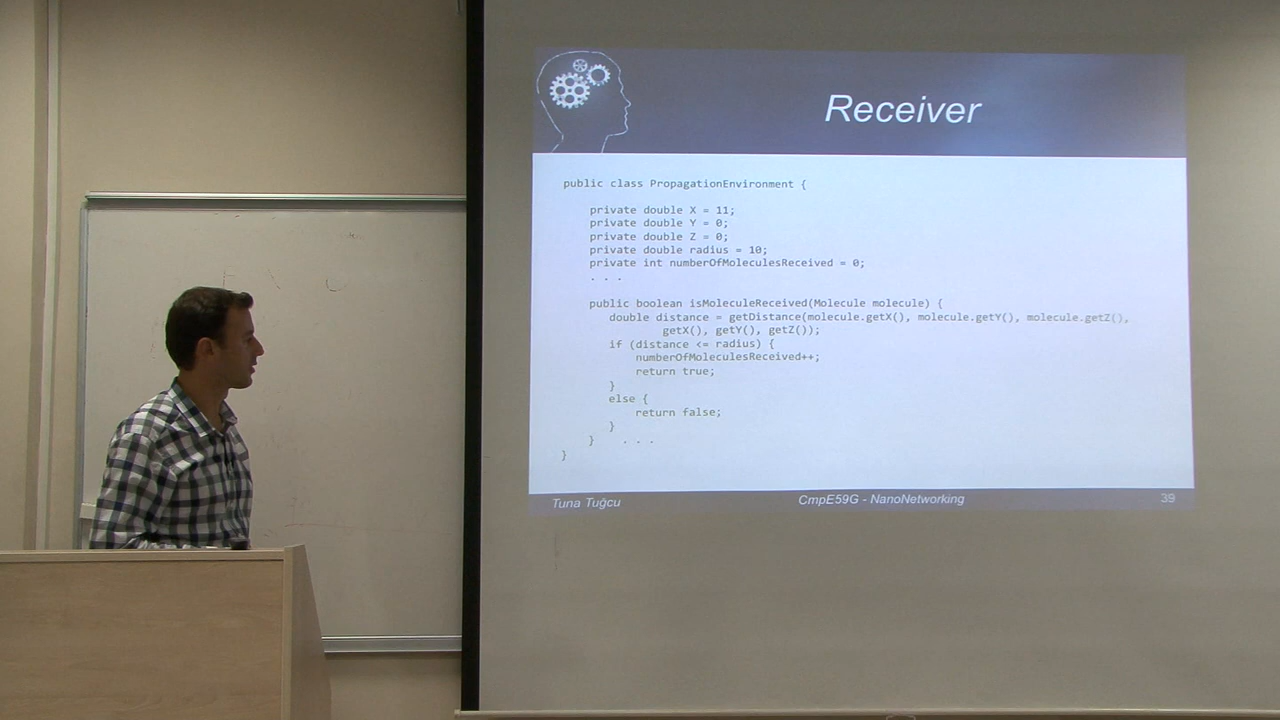 Receiver
public class PropagationEnvironment {
private double X = 11;
private double Y = 0;
private double Z = 0;
private double radius = 10;
private int numberOfMoleculesReceived = 0;
. . .
public boolean isMoleculeReceived(Molecule molecule) {
double distance = getDistance(molecule.getX(), molecule.getY(), molecule.getZ(),
getX(), getY(), getZ());
if (distance <= radius) {
numberOfMoleculesReceived++;
return true;
}
else {
return false;
}
} . . .
}
Tuna Tuğcu CmpE59G - NanoNetworking 39